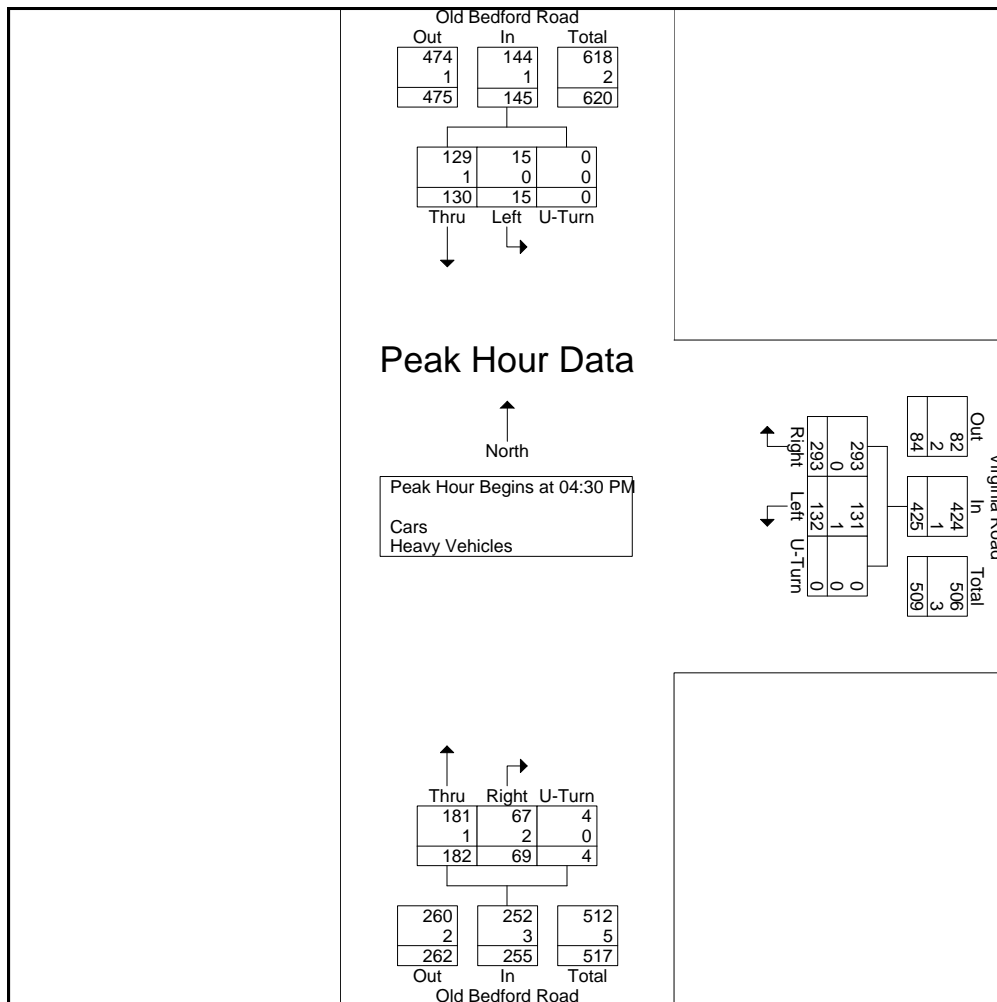 Old Bedford Road
Out In Total
474 144 618
1 1 2
475 145 620
129 15 0
1 0 0
130 15 0
Thru Left U-Turn
Peak Hour Data
North
Peak Hour Begins at 04:30 PM
Cars
Heavy Vehicles
Virginia Road
Out In Total
82 424 506
2 1 3
84 425 509
293 131 0
0 1 0
293 132 0
Right Left U-Turn
Thru Right U-Turn
181 67 4
1 2 0
182 69 4
260 252 512
2 3 5
262 255 517
Out In Total
Old Bedford Road